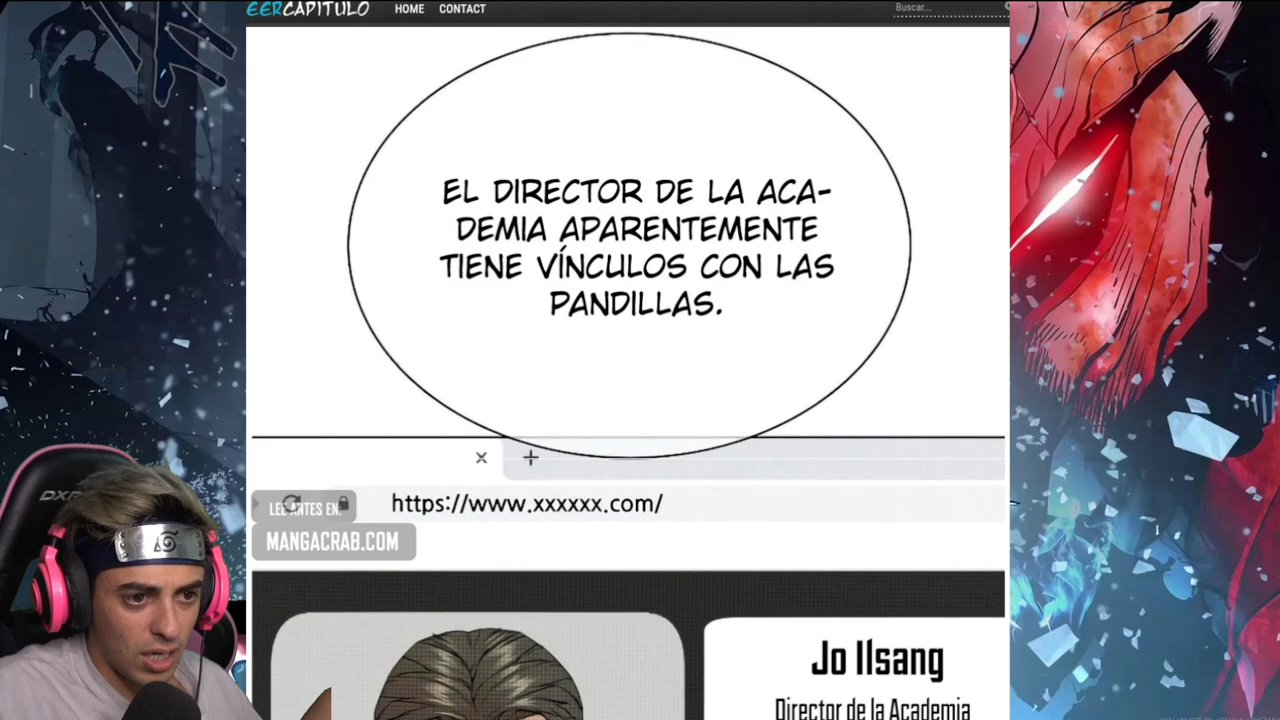 EERCAPITULO HOME CONTACT Buscar...
EL DIRECTOR DE LA ACA-
DEMIA APARENTEMENTE
TIENE VÍNCULOS CON LAS
PANDILLAS.
https://www.xxxxxx.com/
LEE ANTES EN:
MANGACRAB.COM
Jo Ilsang
Director de la Academia